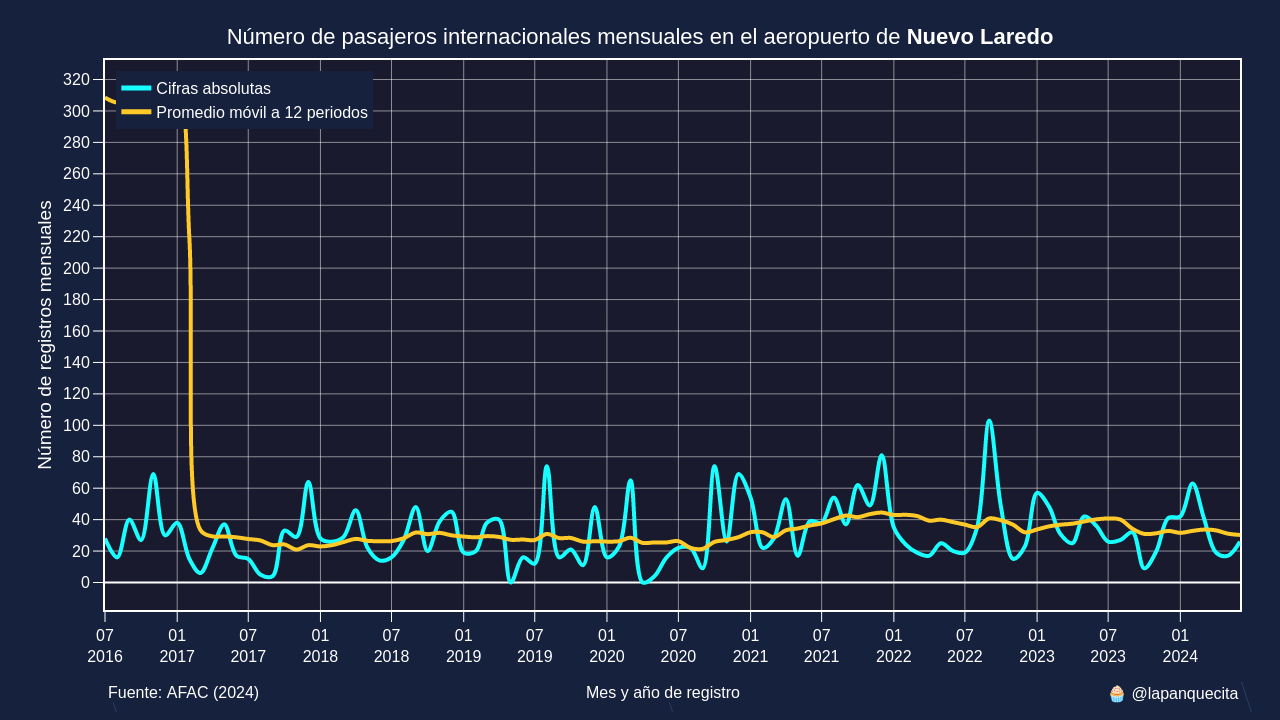 Número de pasajeros internacionales mensuales en el aeropuerto de Nuevo Laredo
Cifras absolutas
Promedio móvil a 12 periodos
Número de registros mensuales
320
300
280
260
240
220
200
180
160
140
120
100
80
60
40
20
0
07 01 07 01 07 01 07 01 07 01 07 01 07 01 07 01
2016 2017 2017 2018 2018 2019 2019 2020 2020 2021 2021 2022 2022 2023 2023 2024
Fuente: AFAC (2024) Mes y año de registro 🧁 @lapanquecita